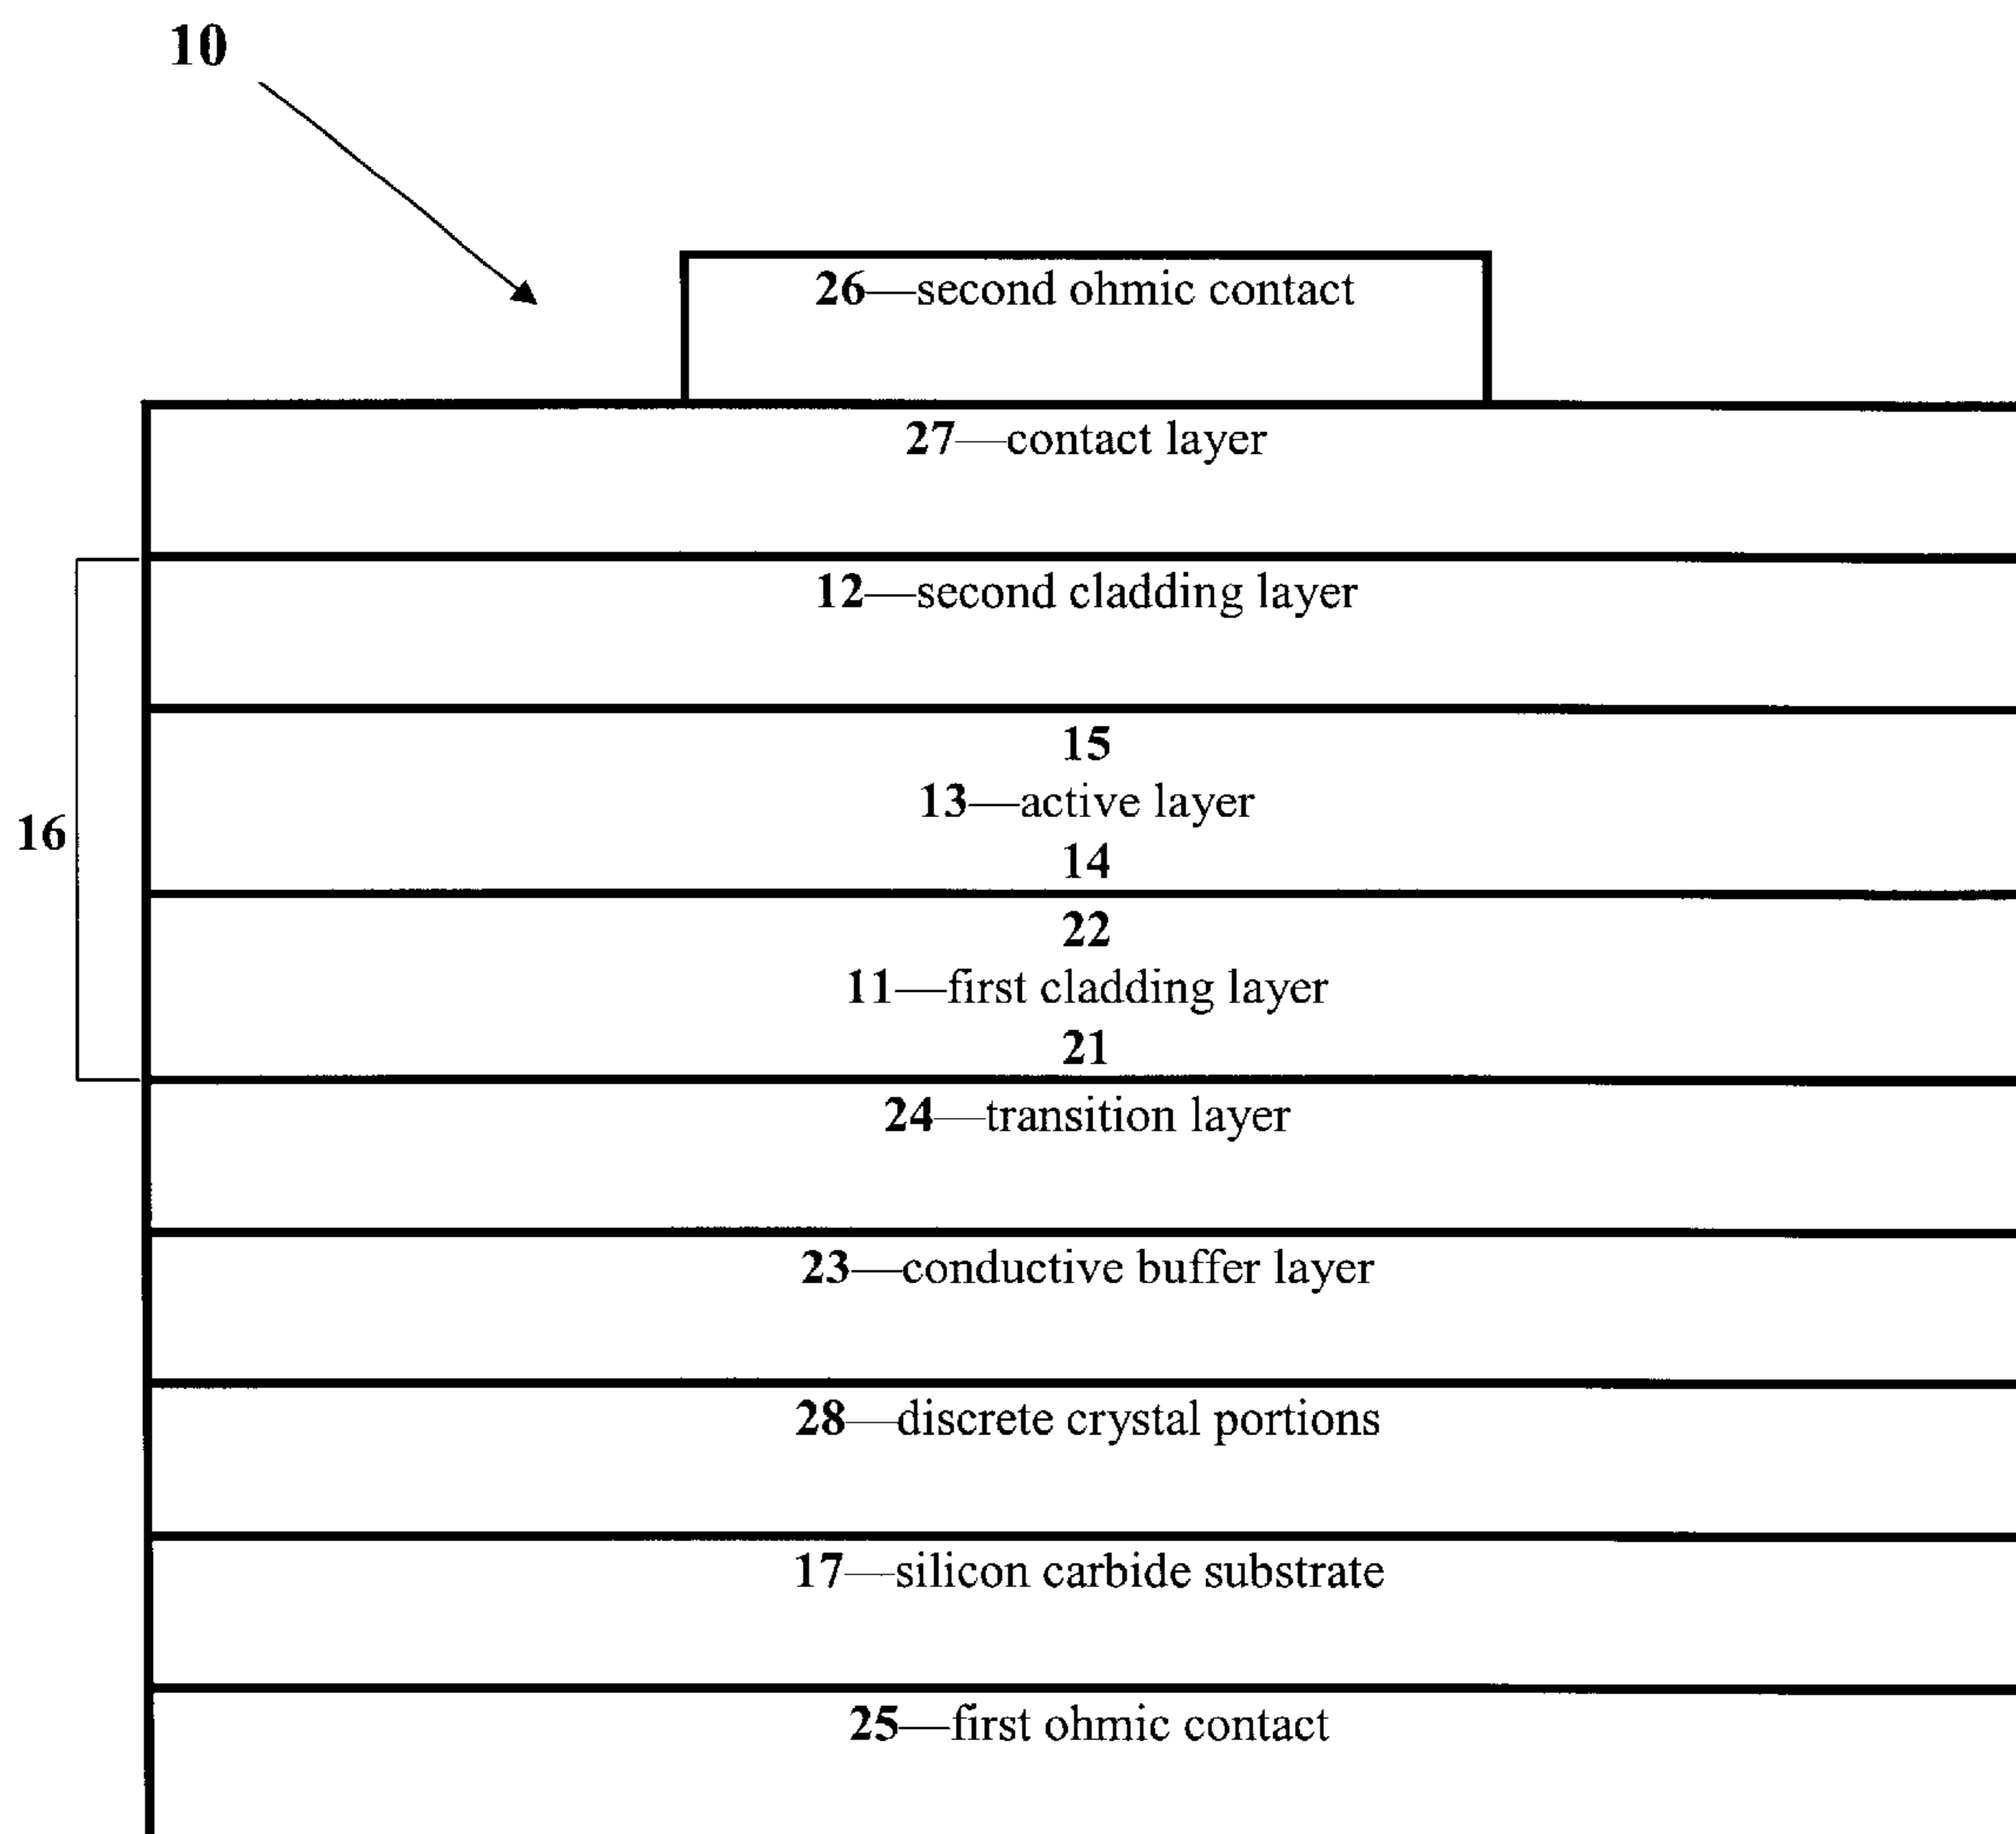 10
26—second ohmic contact
27—contact layer
12—second cladding layer
15
13—active layer
16
14
22
11—first cladding layer
21
24—transition layer
23—conductive buffer layer
28—discrete crystal portions
17—silicon carbide substrate
25—first ohmic contact